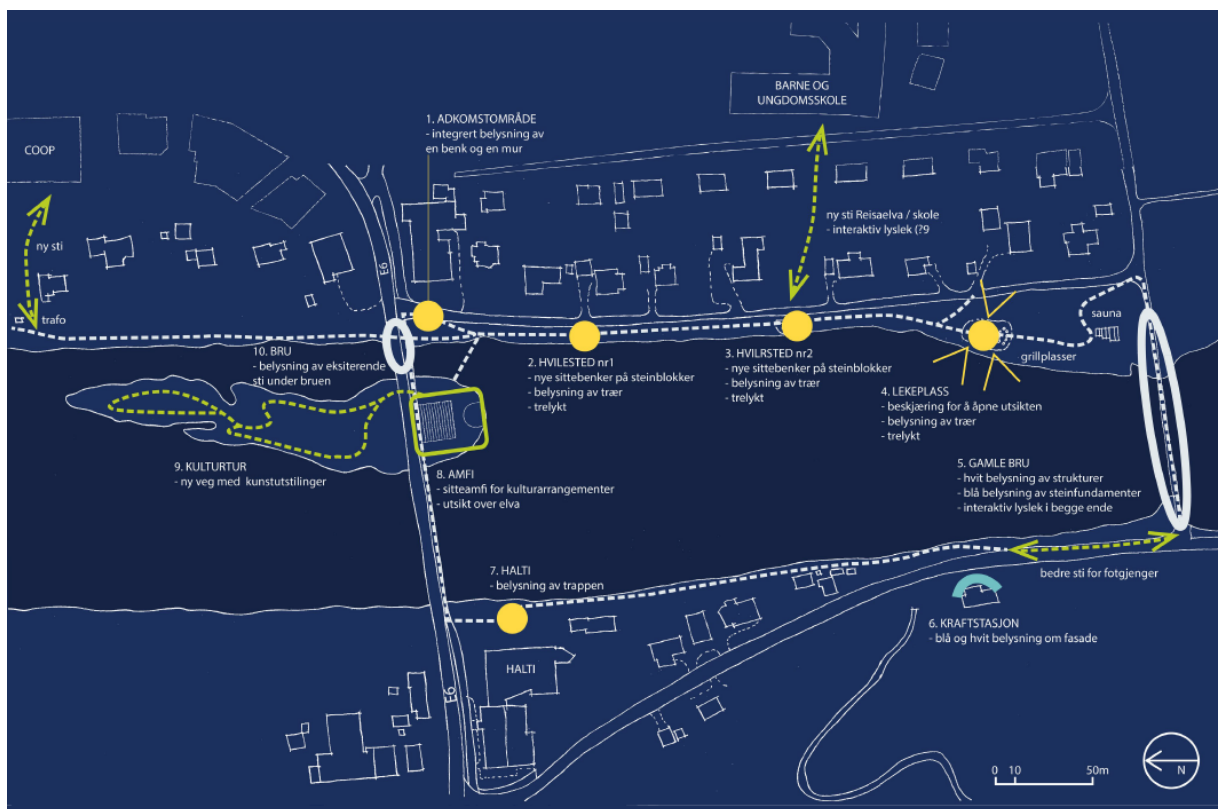 BARNE OG
UNGDOMSSKOLE
COOP
1. ADKOMSTOMRÅDE
- integrert belysning av
en benk og en mur
ny sti
trafo
E6
ny sti Reisaelva / skole
- interaktiv lyslek (?9
sauna
grillplasser
10. BRU
- belysning av eksiterende
sti under bruen
2. HVILESTED nr1
- nye sittebenker på steinblokker
- belysning av trær
- trelykt
3. HVILRSTED nr2
- nye sittebenker på steinblokker
- belysning av trær
- trelykt
4. LEKEPLASS
- beskjæring for å åpne utsikten
- belysning av trær
- trelykt
9. KULTURTUR
- ny veg med kunstutstilinger
8. AMFI
- sitteamfi for kulturarrangementer
- utsikt over elva
5. GAMLE BRU
- hvit belysning av strukturer
- blå belysning av steinfundamenter
- interaktiv lyslek i begge ende
7. HALTI
- belysning av trappen
bedre sti for fotgjenger
6. KRAFTSTASJON
- blå og hvit belysning om fasade
HALTI
E6
0 10 50m
N